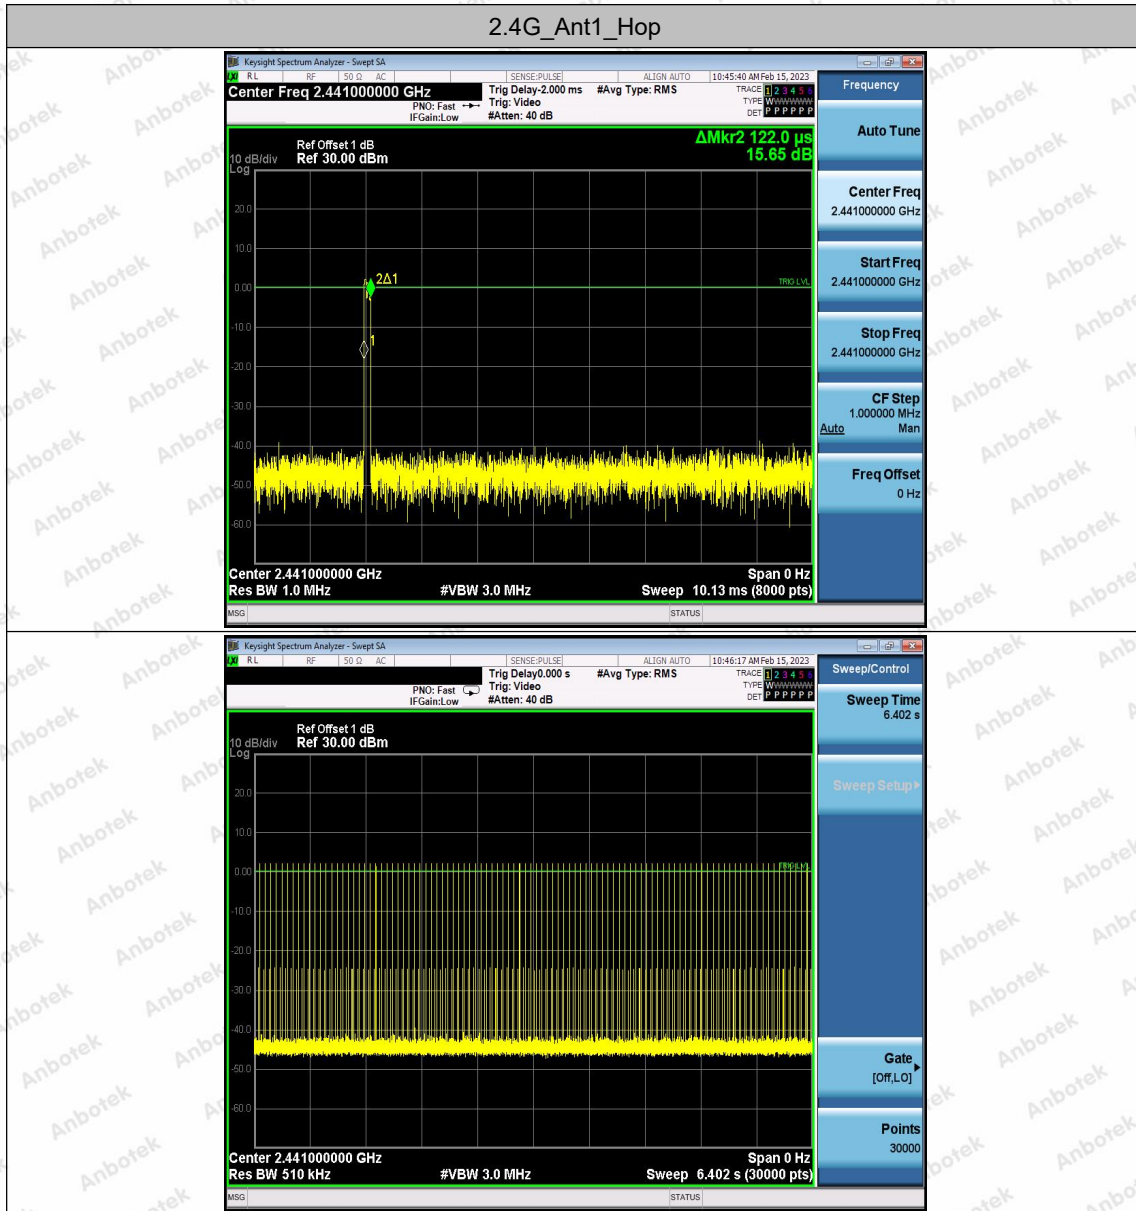 2.4G_Ant1_Hop
Keysight Spectrum Analyzer - Swept SA
RL RF 50 Ω AC SENSE:PULSE ALIGN AUTO 10:45:40 AM Feb 15, 2023
Center Freq 2.441000000 GHz
PNO: Fast
IFGain:Low
Trig Delay-2.000 ms
Trig: Video
#Atten: 40 dB
#Avg Type: RMS
TRACE 1 2 3 4 5 6
TYPE W W W W W W
DET P P P P P P
Frequency
Auto Tune
Center Freq
2.441000000 GHz
Start Freq
2.441000000 GHz
Stop Freq
2.441000000 GHz
CF Step
1.000000 MHz
Auto Man
Freq Offset
0 Hz
ΔMkr2 122.0 µs
15.65 dB
Ref Offset 1 dB
10 dB/div Ref 30.00 dBm
Log
20.0
10.0
0.00
-10.0
-20.0
-30.0
-40.0
-50.0
-60.0
2Δ1
1
TRIG LVL
Center 2.441000000 GHz Span 0 Hz
Res BW 1.0 MHz #VBW 3.0 MHz Sweep 10.13 ms (8000 pts)
MSG STATUS
Keysight Spectrum Analyzer - Swept SA
RL RF 50 Ω AC SENSE:PULSE ALIGN AUTO 10:46:17 AM Feb 15, 2023
PNO: Fast
IFGain:Low
Trig Delay0.000 s
Trig: Video
#Atten: 40 dB
#Avg Type: RMS
TRACE 1 2 3 4 5 6
TYPE W W W W W W
DET P P P P P P
Sweep/Control
Sweep Time
6.402 s
Sweep Setup
Gate
[Off,LO]
Points
30000
Ref Offset 1 dB
10 dB/div Ref 30.00 dBm
Log
20.0
10.0
0.00
-10.0
-20.0
-30.0
-40.0
-50.0
-60.0
TRIG LVL
Center 2.441000000 GHz Span 0 Hz
Res BW 510 kHz #VBW 3.0 MHz Sweep 6.402 s (30000 pts)
MSG STATUS
Anbotek